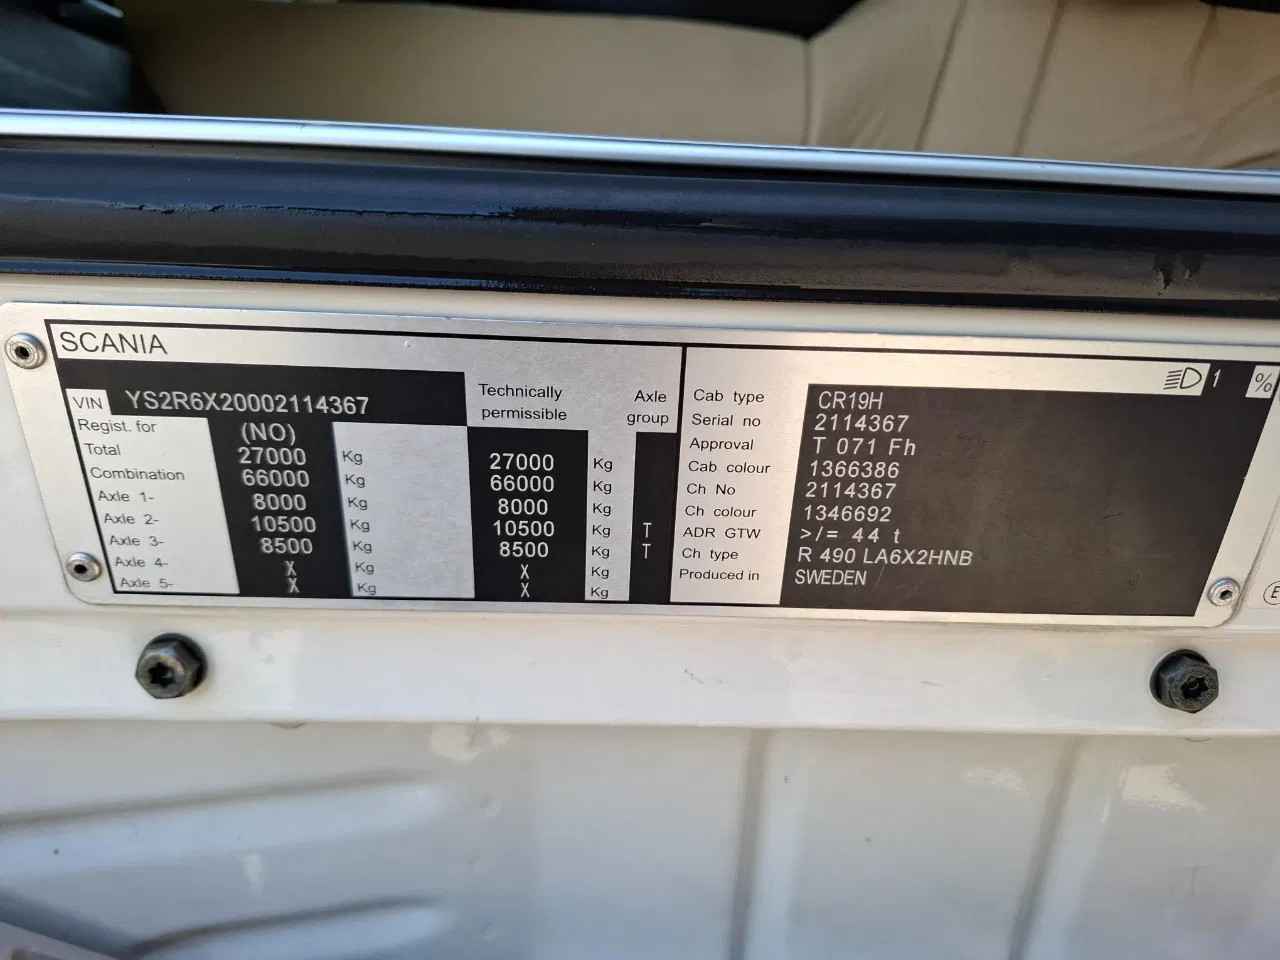 SCANIA
VIN YS2R6X20002114367
Technically permissible
Axle group
Regist. for (NO)
Total 27000 Kg 27000 Kg
Combination 66000 Kg 66000 Kg
Axle 1- 8000 Kg 8000 Kg
Axle 2- 10500 Kg 10500 Kg T
Axle 3- 8500 Kg 8500 Kg T
Axle 4- X Kg X Kg
Axle 5- X Kg X Kg
1 %
Cab type CR19H
Serial no 2114367
Approval T 071 Fh
Cab colour 1366386
Ch No 2114367
Ch colour 1346692
ADR GTW >/= 44 t
Ch type R 490 LA6X2HNB
Produced in SWEDEN
E